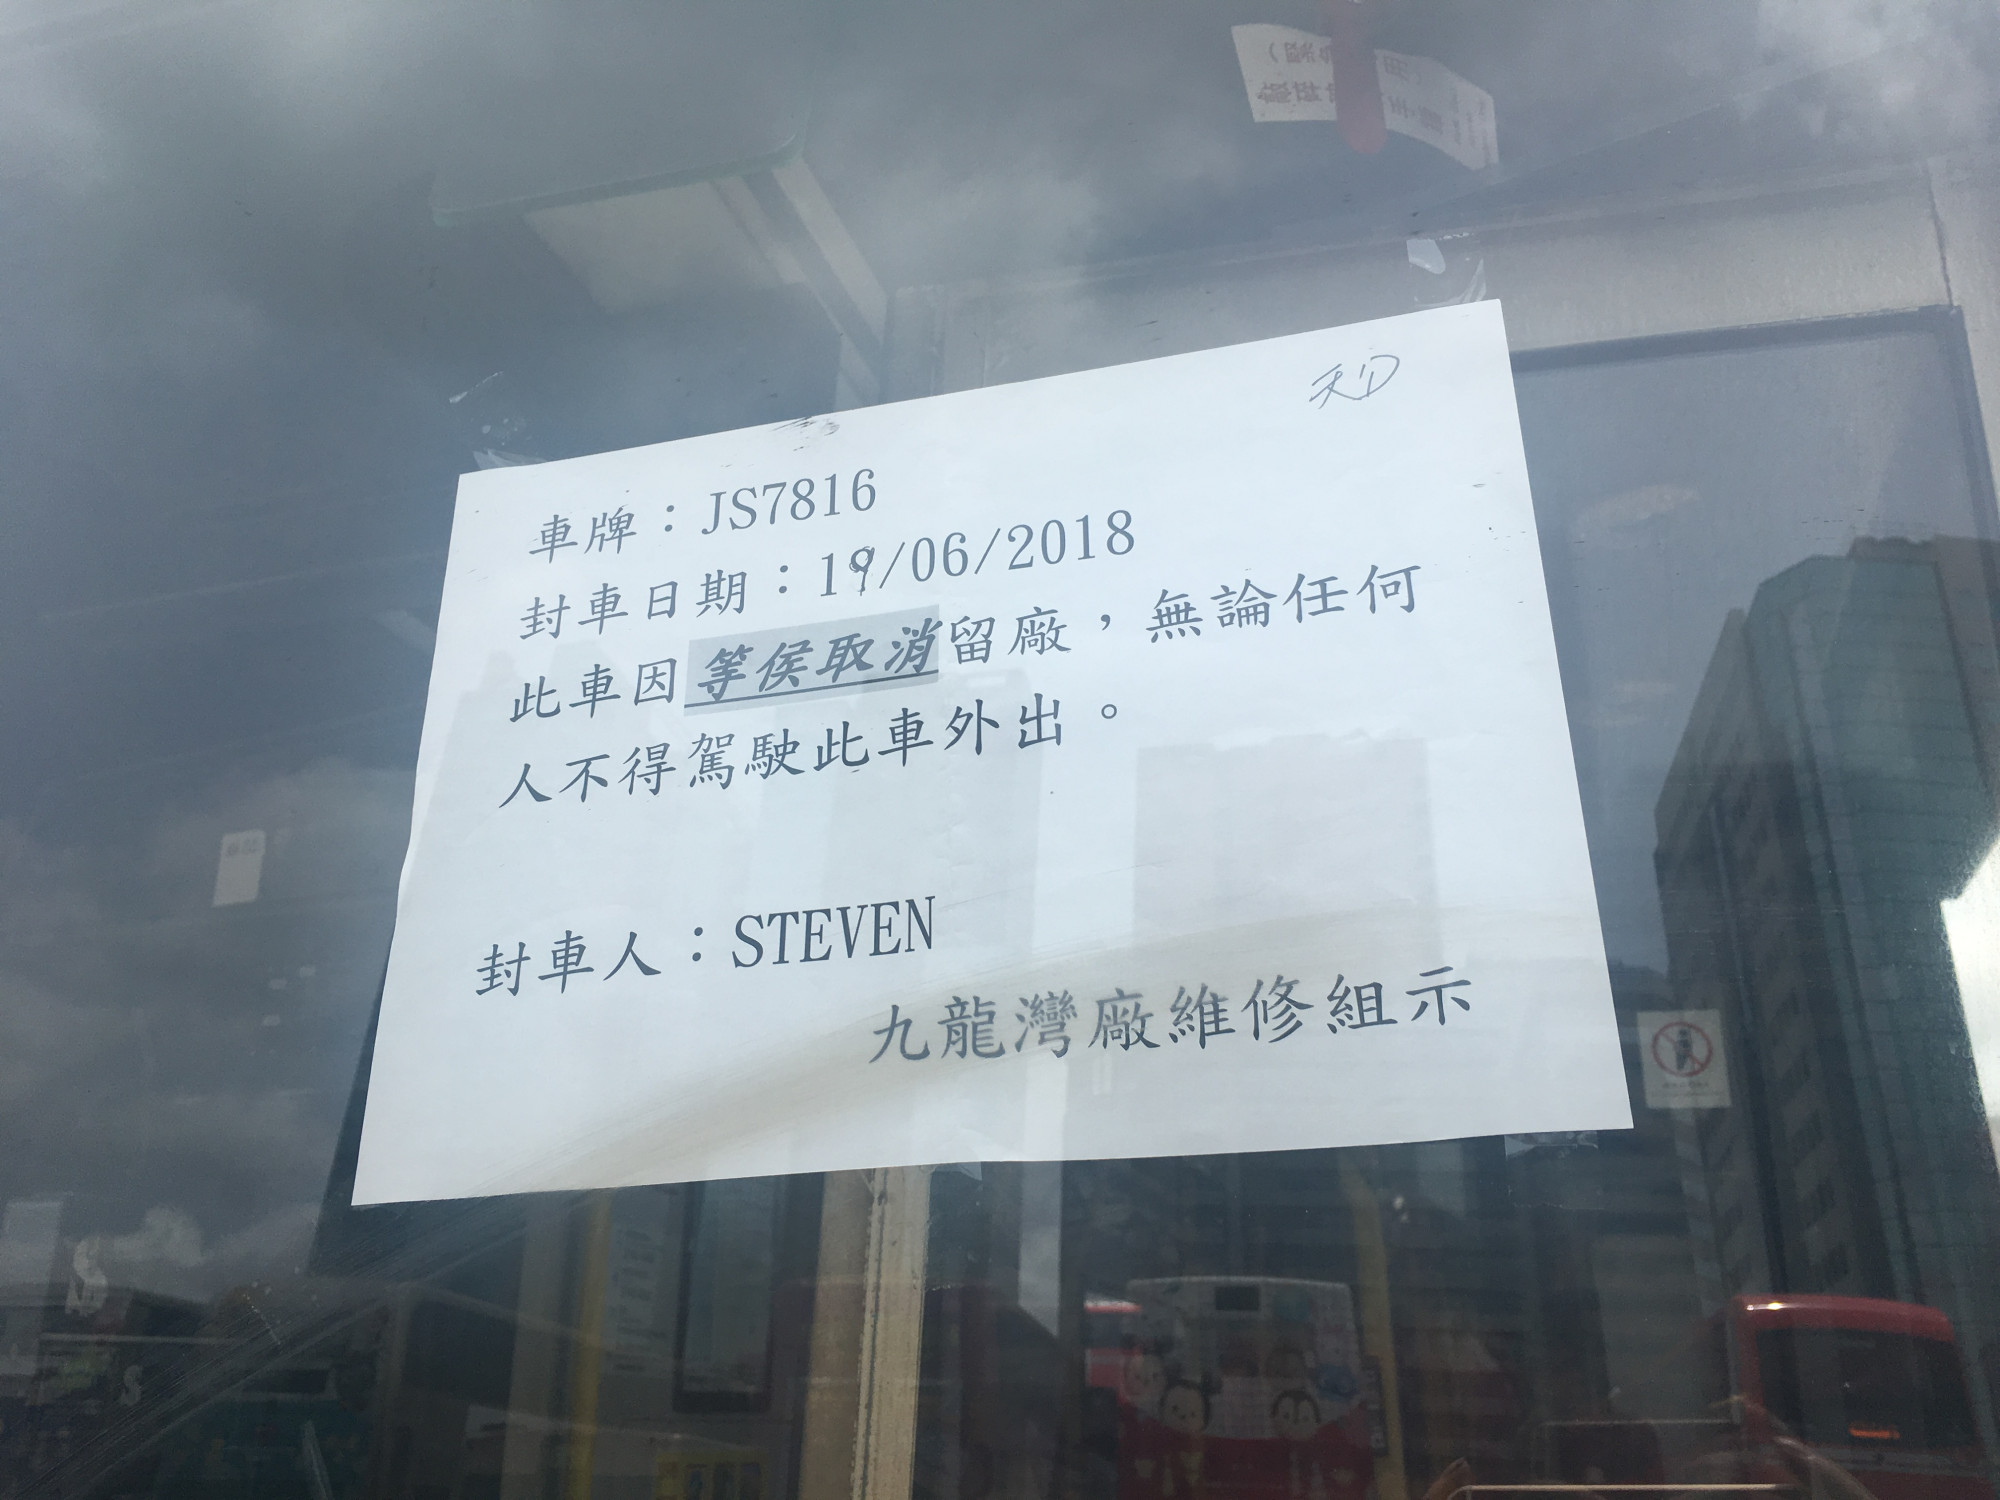 車牌：JS7816
封車日期：19/06/2018
此車因等侯取消留廠，無論任何
人不得駕駛此車外出。
封車人：STEVEN
九龍灣廠維修組示